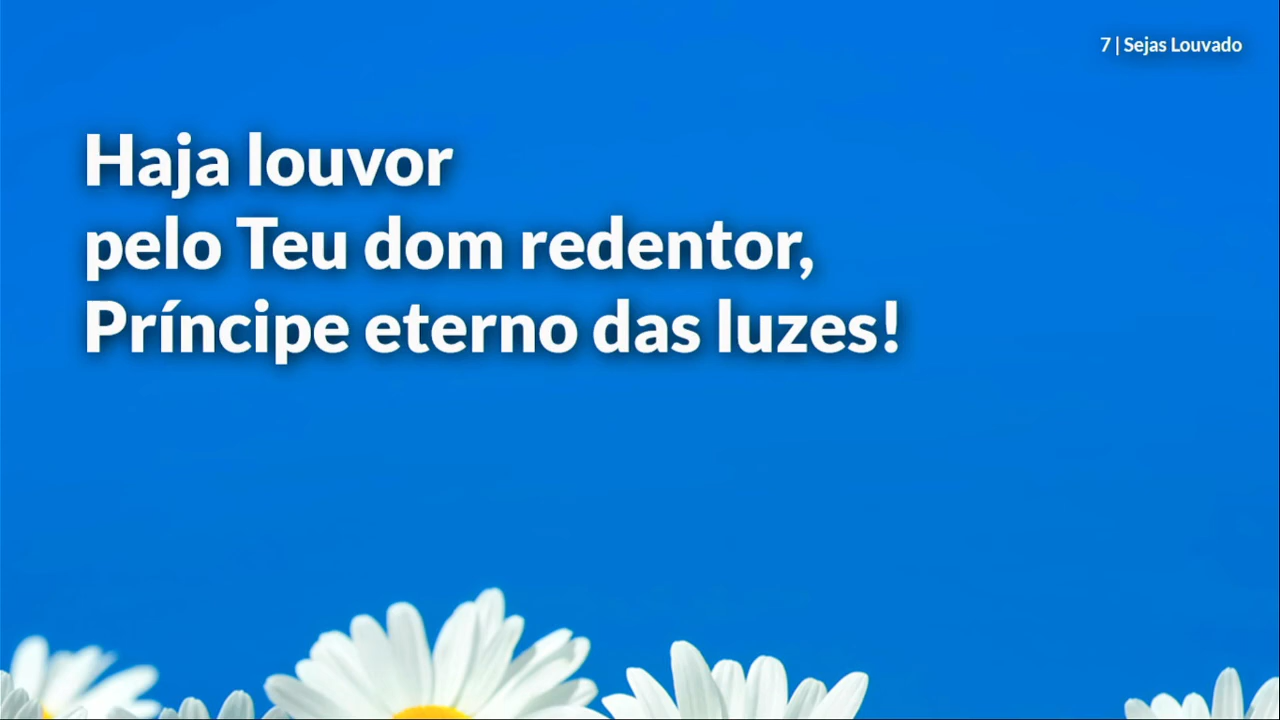 7 | Sejas Louvado
Haja louvor
pelo Teu dom redentor,
Príncipe eterno das luzes!